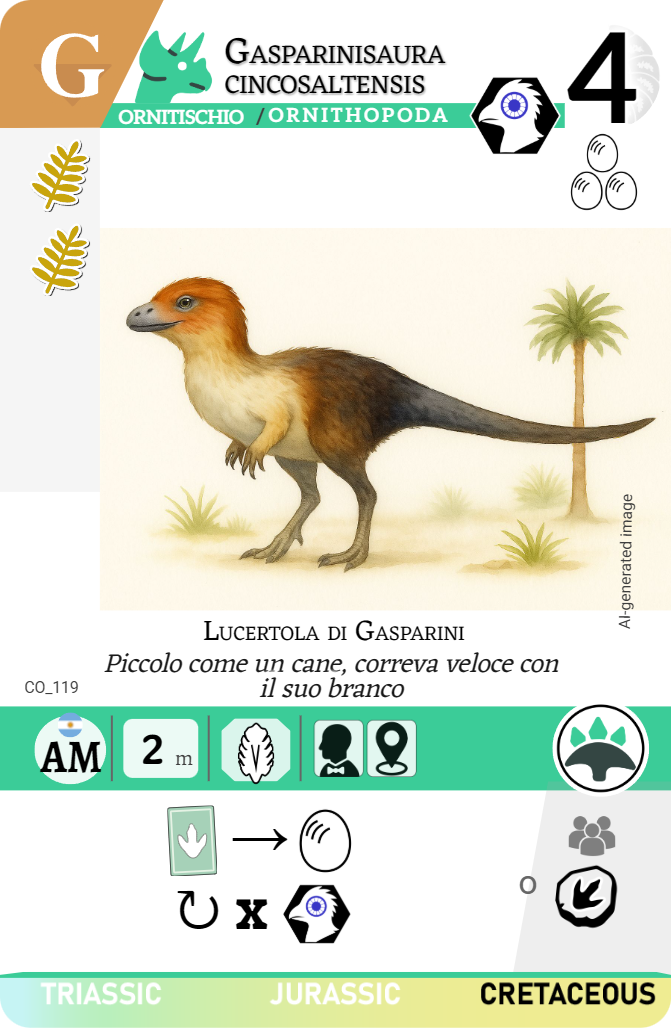 G
GASPARINISAURA
CINCOSALTENSIS
4
ORNITISCHIO / ORNITHOPODA
AI-generated image
LUCERTOLA DI GASPARINI
Piccolo come un cane, correva veloce con
il suo branco
CO_119
AM
2 m
x
O
TRIASSIC JURASSIC CRETACEOUS